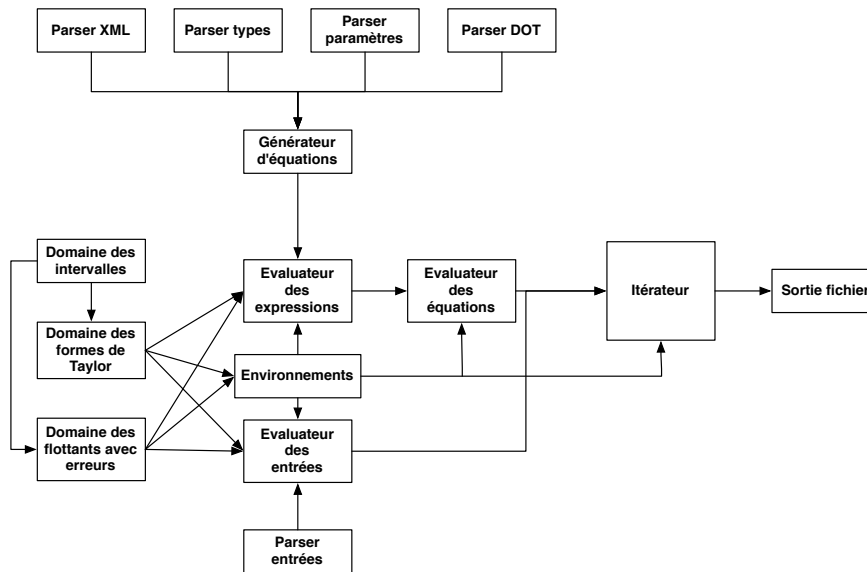 Parser XML
Parser types
Parser
paramètres
Parser DOT
Générateur
d'équations
Domaine des
intervalles
Evaluateur
des
expressions
Evaluateur
des
équations
Itérateur
Sortie fichier
Domaine des
formes de
Taylor
Environnements
Domaine des
flottants avec
erreurs
Evaluateur
des
entrées
Parser
entrées